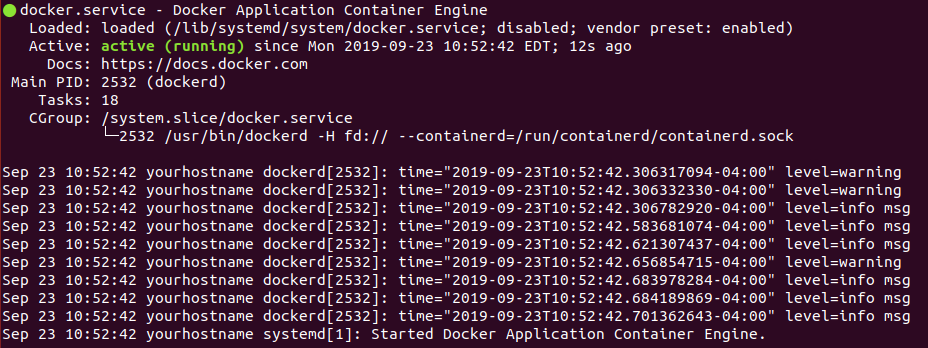 ● docker.service - Docker Application Container Engine
   Loaded: loaded (/lib/systemd/system/docker.service; disabled; vendor preset: enabled)
   Active: active (running) since Mon 2019-09-23 10:52:42 EDT; 12s ago
     Docs: https://docs.docker.com
 Main PID: 2532 (dockerd)
    Tasks: 18
   CGroup: /system.slice/docker.service
           └─2532 /usr/bin/dockerd -H fd:// --containerd=/run/containerd/containerd.sock

Sep 23 10:52:42 yourhostname dockerd[2532]: time="2019-09-23T10:52:42.306317094-04:00" level=warning
Sep 23 10:52:42 yourhostname dockerd[2532]: time="2019-09-23T10:52:42.306332330-04:00" level=warning
Sep 23 10:52:42 yourhostname dockerd[2532]: time="2019-09-23T10:52:42.306782920-04:00" level=info msg
Sep 23 10:52:42 yourhostname dockerd[2532]: time="2019-09-23T10:52:42.583681074-04:00" level=info msg
Sep 23 10:52:42 yourhostname dockerd[2532]: time="2019-09-23T10:52:42.621307437-04:00" level=info msg
Sep 23 10:52:42 yourhostname dockerd[2532]: time="2019-09-23T10:52:42.656854715-04:00" level=warning
Sep 23 10:52:42 yourhostname dockerd[2532]: time="2019-09-23T10:52:42.683978284-04:00" level=info msg
Sep 23 10:52:42 yourhostname dockerd[2532]: time="2019-09-23T10:52:42.684189869-04:00" level=info msg
Sep 23 10:52:42 yourhostname dockerd[2532]: time="2019-09-23T10:52:42.701362643-04:00" level=info msg
Sep 23 10:52:42 yourhostname systemd[1]: Started Docker Application Container Engine.